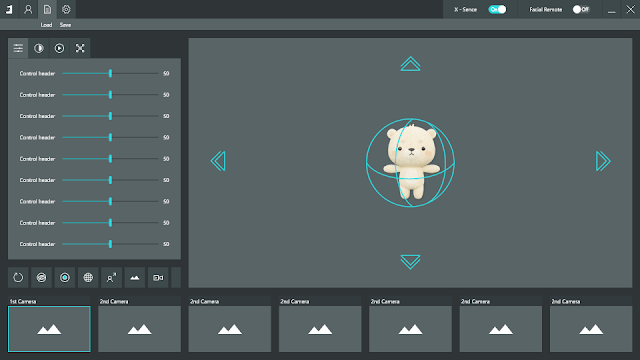 X - Sence On Facial Remote Off
Load Save
Control header 50
Control header 50
Control header 50
Control header 50
Control header 50
Control header 50
Control header 50
Control header 50
Control header 50
1st Camera 2nd Camera 2nd Camera 2nd Camera 2nd Camera 2nd Camera 2nd Camera